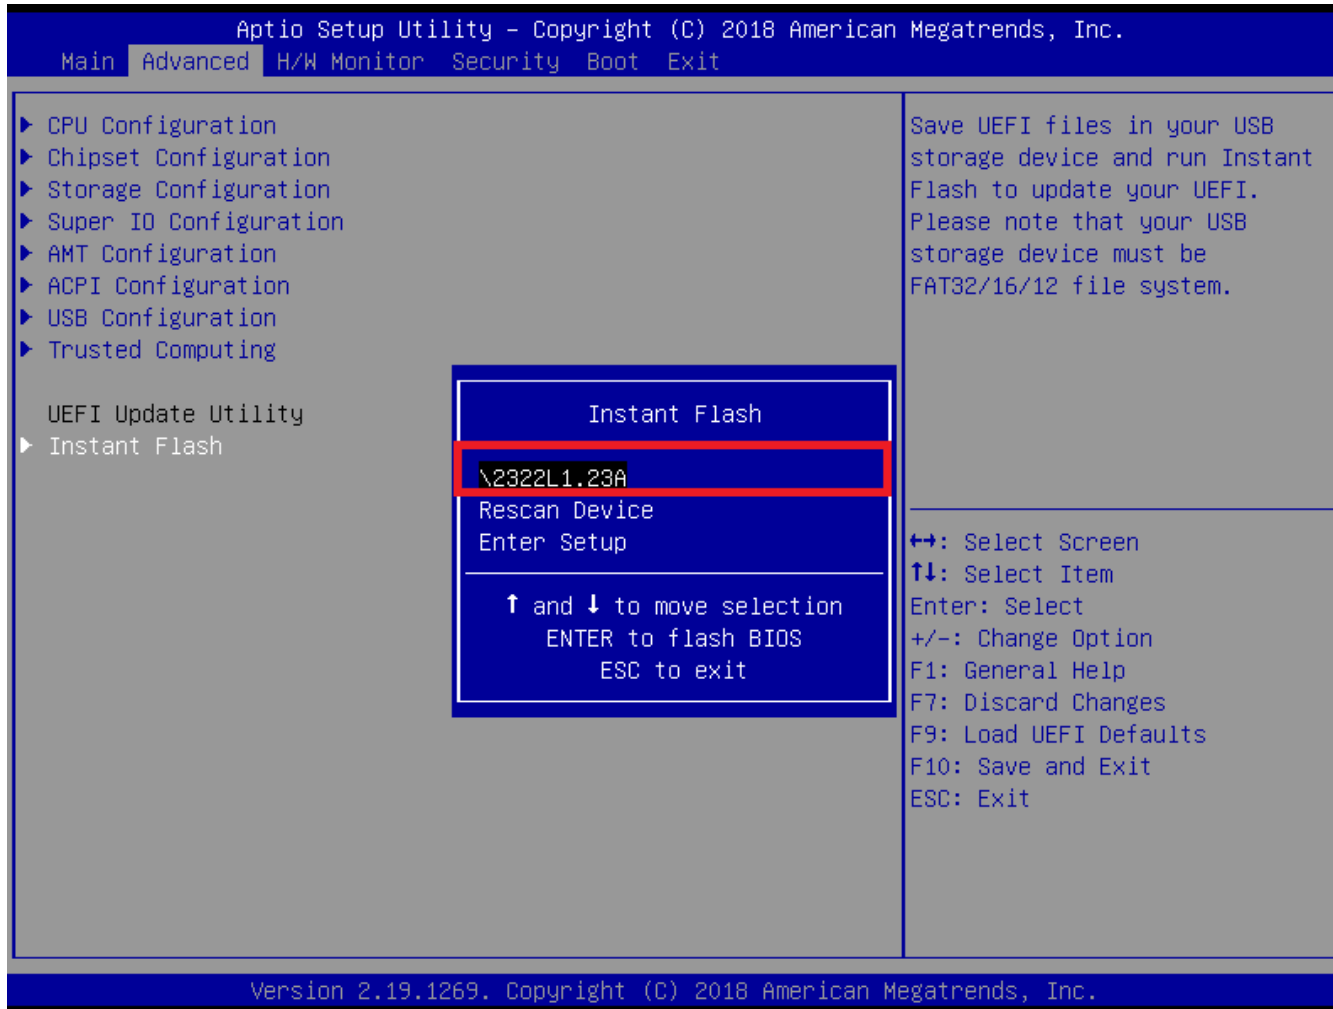 Aptio Setup Utility – Copyright (C) 2018 American Megatrends, Inc.
Main Advanced H/W Monitor Security Boot Exit
CPU Configuration
Chipset Configuration
Storage Configuration
Super IO Configuration
AMT Configuration
ACPI Configuration
USB Configuration
Trusted Computing
UEFI Update Utility
Instant Flash
Instant Flash
\2322L1.23A
Rescan Device
Enter Setup
↑ and ↓ to move selection
ENTER to flash BIOS
ESC to exit
Save UEFI files in your USB
storage device and run Instant
Flash to update your UEFI.
Please note that your USB
storage device must be
FAT32/16/12 file system.
↔: Select Screen
↑↓: Select Item
Enter: Select
+/-: Change Option
F1: General Help
F7: Discard Changes
F9: Load UEFI Defaults
F10: Save and Exit
ESC: Exit
Version 2.19.1269. Copyright (C) 2018 American Megatrends, Inc.